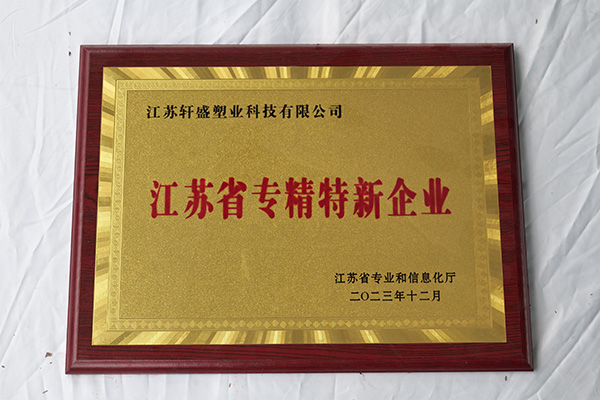 江苏轩盛塑业科技有限公司
江苏省专精特新企业
江苏省专业和信息化厅
二〇二三年十二月